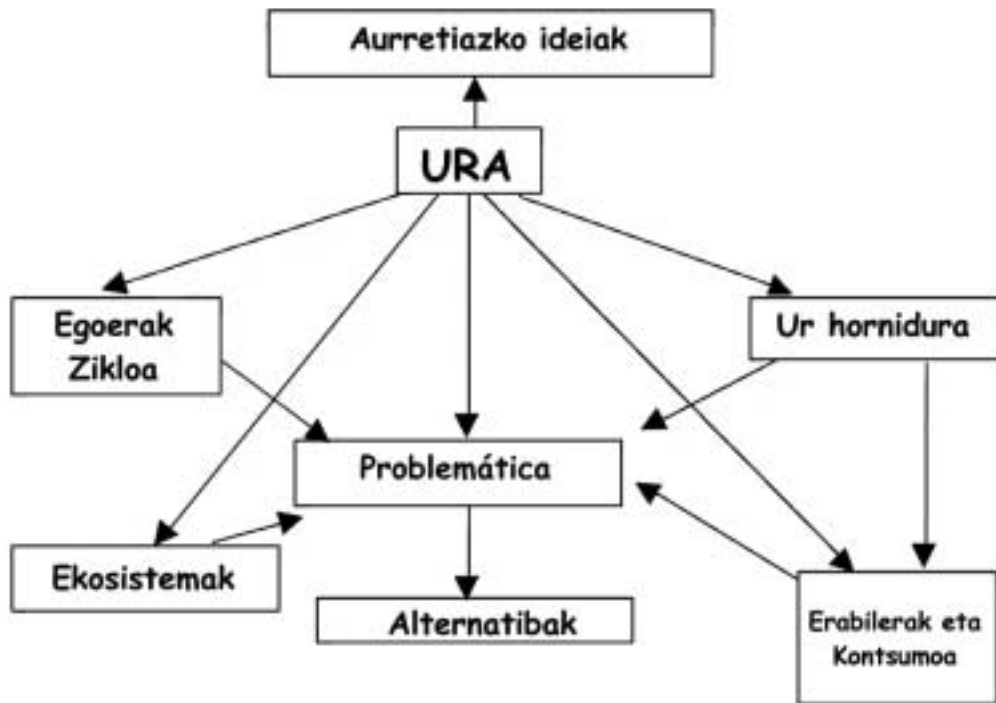 Aurretiazko ideiak
URA
Egoerak
Zikloa
Ur hornidura
Problemática
Ekosistemak
Alternatibak
Erabilerak eta
Kontsumoa